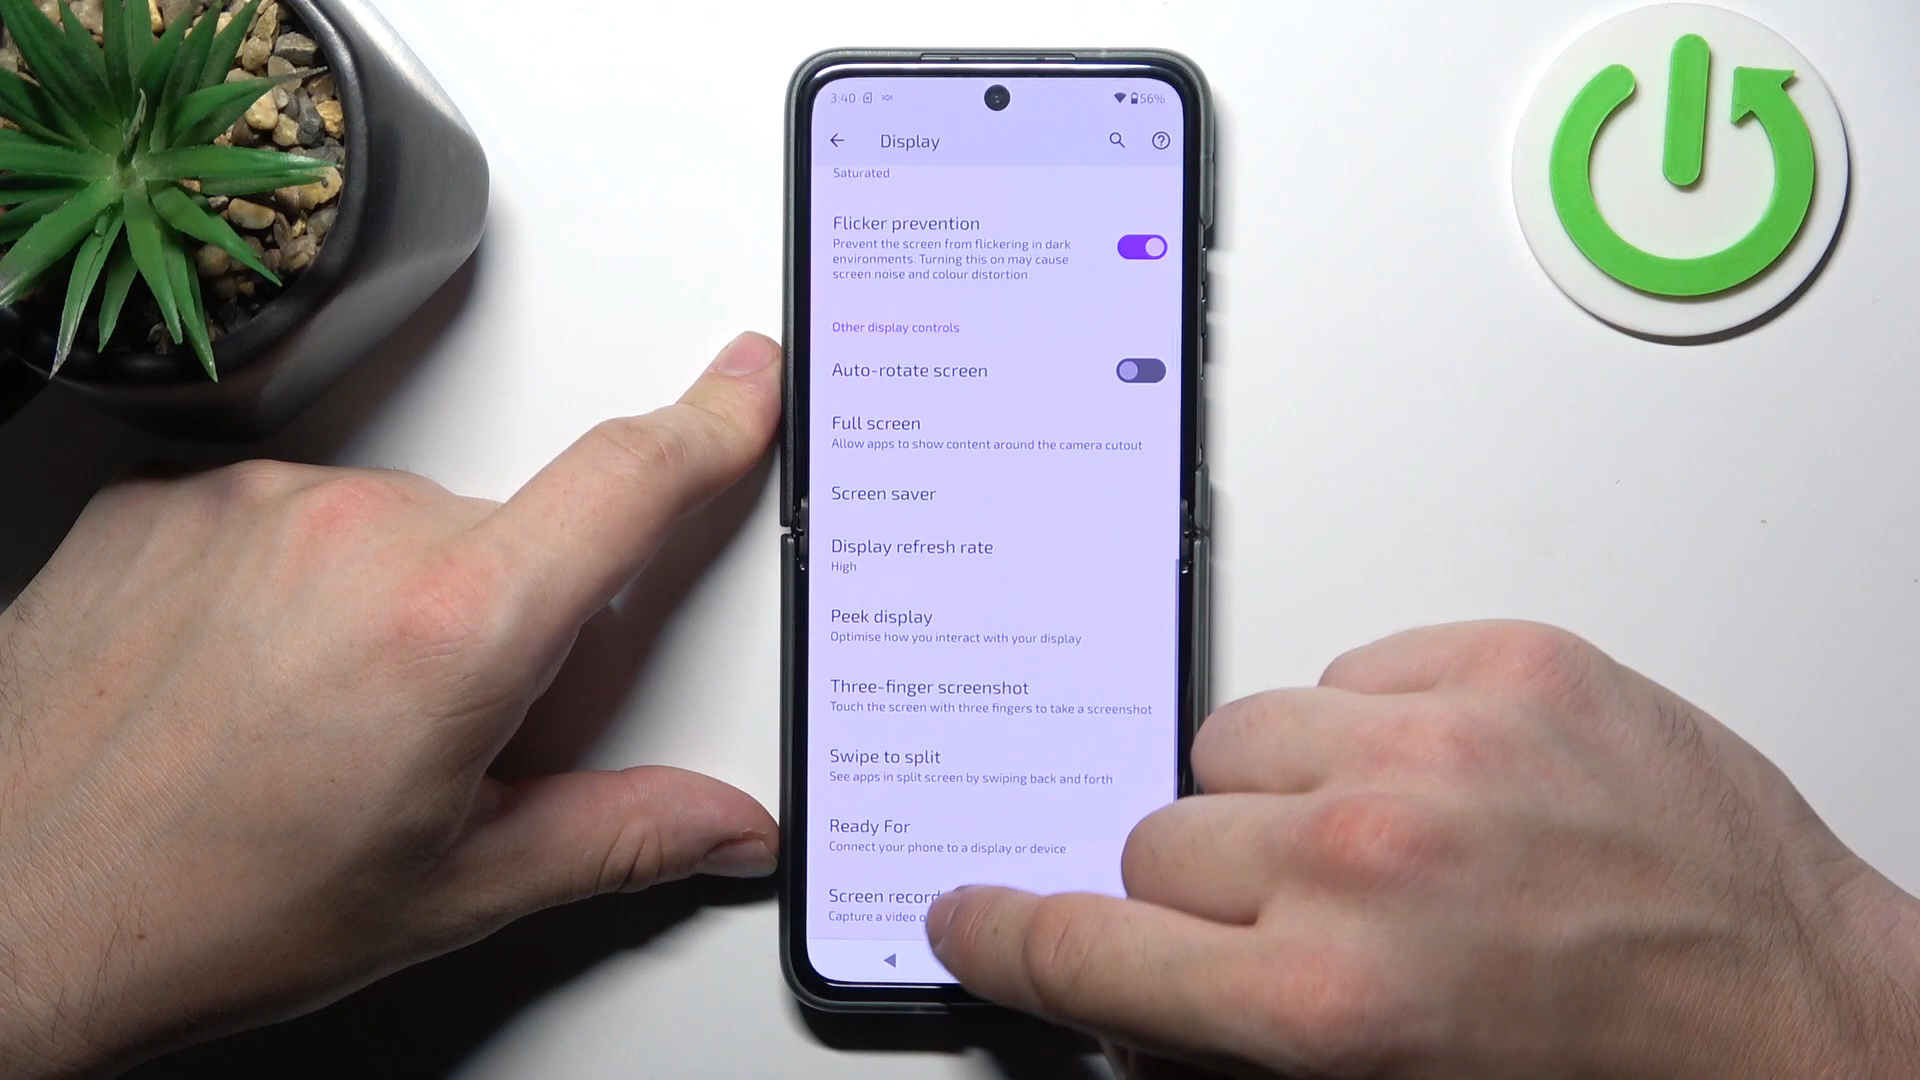 3:40 56%
Display
Saturated
Flicker prevention
Prevent the screen from flickering in dark
environments. Turning this on may cause
screen noise and colour distortion
Other display controls
Auto-rotate screen
Full screen
Allow apps to show content around the camera cutout
Screen saver
Display refresh rate
High
Peek display
Optimise how you interact with your display
Three-finger screenshot
Touch the screen with three fingers to take a screenshot
Swipe to split
See apps in split screen by swiping back and forth
Ready For
Connect your phone to a display or device
Screen record
Capture a video